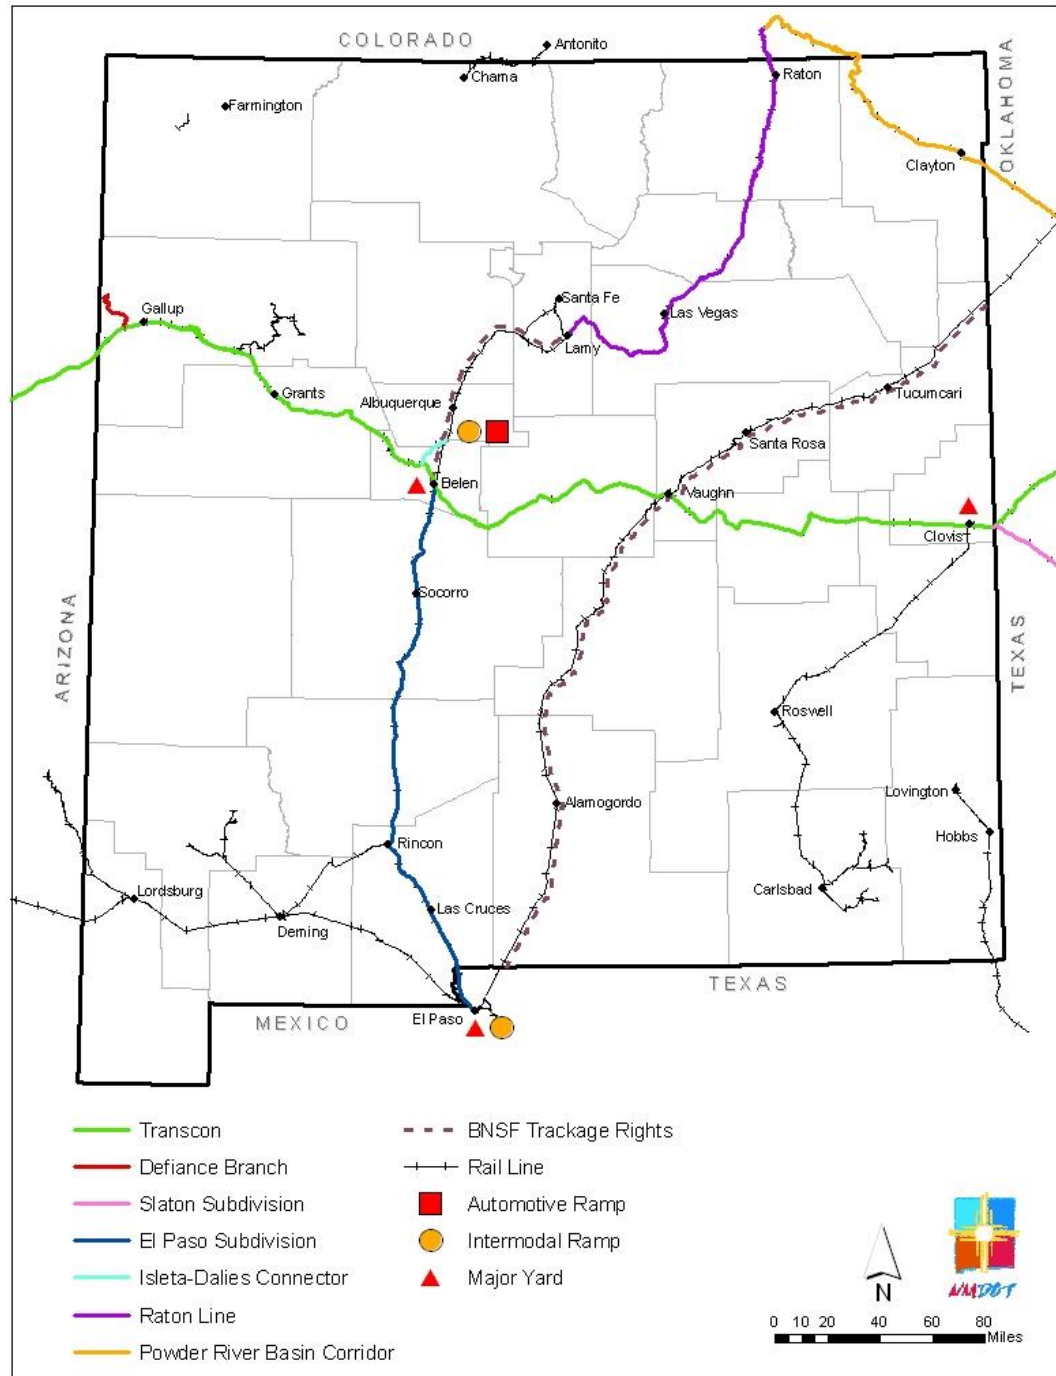 COLORADO
Antonito
Chama
Raton
OKLAHOMA
Farmington
Clayton
Santa Fe
Gallup
Las Vegas
Lamy
Grants
Albuquerque
Tucumcari
Santa Rosa
Belen
Vaughn
Clovis
Socorro
ARIZONA
TEXAS
Roswell
Alamogordo
Lovington
Rincon
Hobbs
Lordsburg
Carlsbad
Las Cruces
Deming
TEXAS
MEXICO
El Paso
Transcon
Defiance Branch
Slaton Subdivision
El Paso Subdivision
Isleta-Dalies Connector
Raton Line
Powder River Basin Corridor
BNSF Trackage Rights
Rail Line
Automotive Ramp
Intermodal Ramp
Major Yard
N
NMDOT
0 10 20 40 60 80
Miles